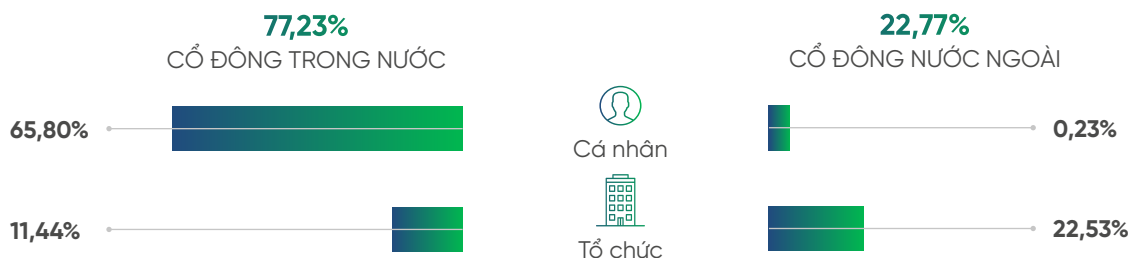 77,23%
CỔ ĐÔNG TRONG NƯỚC
22,77%
CỔ ĐÔNG NƯỚC NGOÀI
65,80%
Cá nhân
0,23%
11,44%
Tổ chức
22,53%